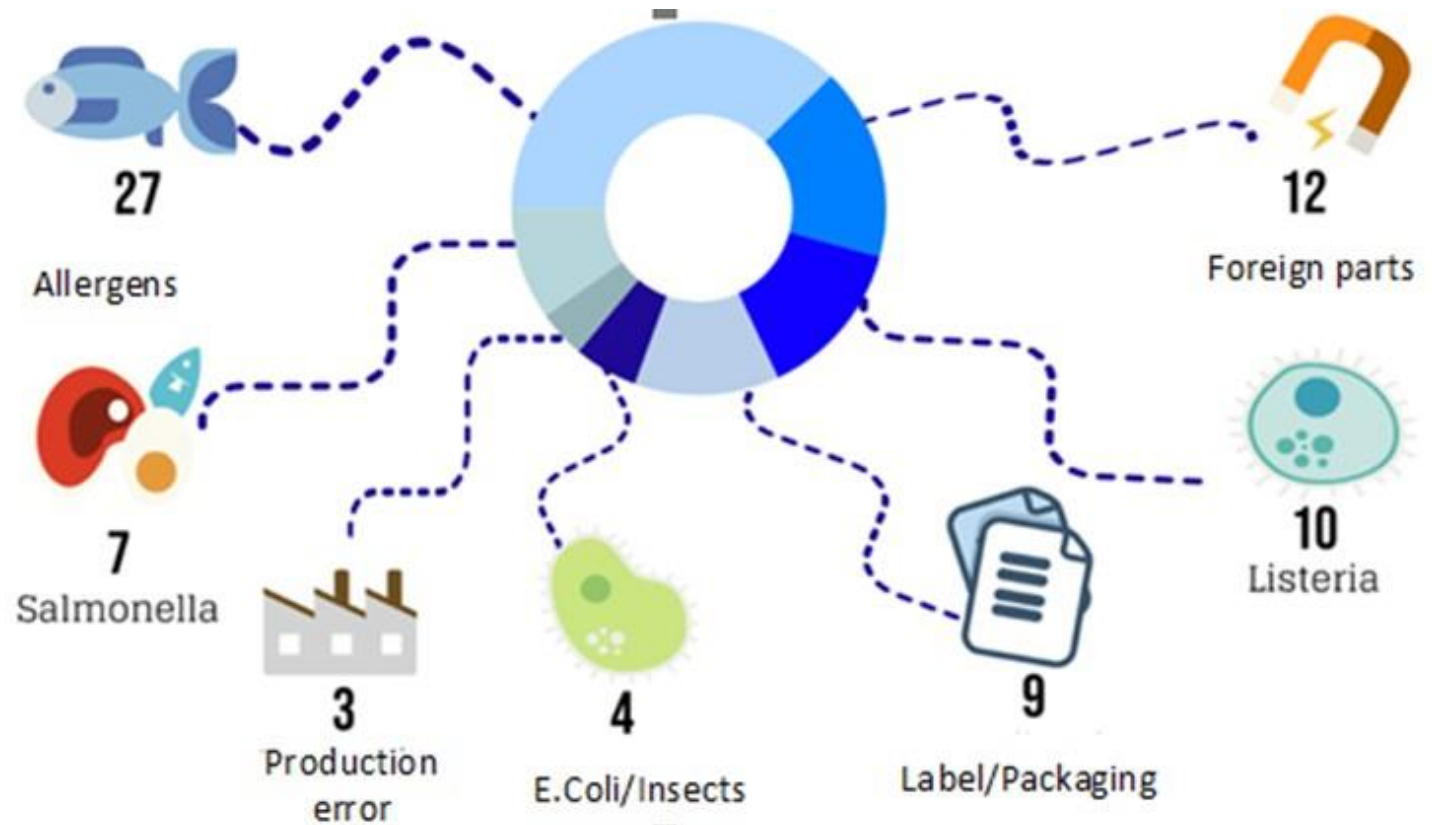 27
Allergens
12
Foreign parts
7
Salmonella
10
Listeria
3
Production
error
4
E.Coli/Insects
9
Label/Packaging